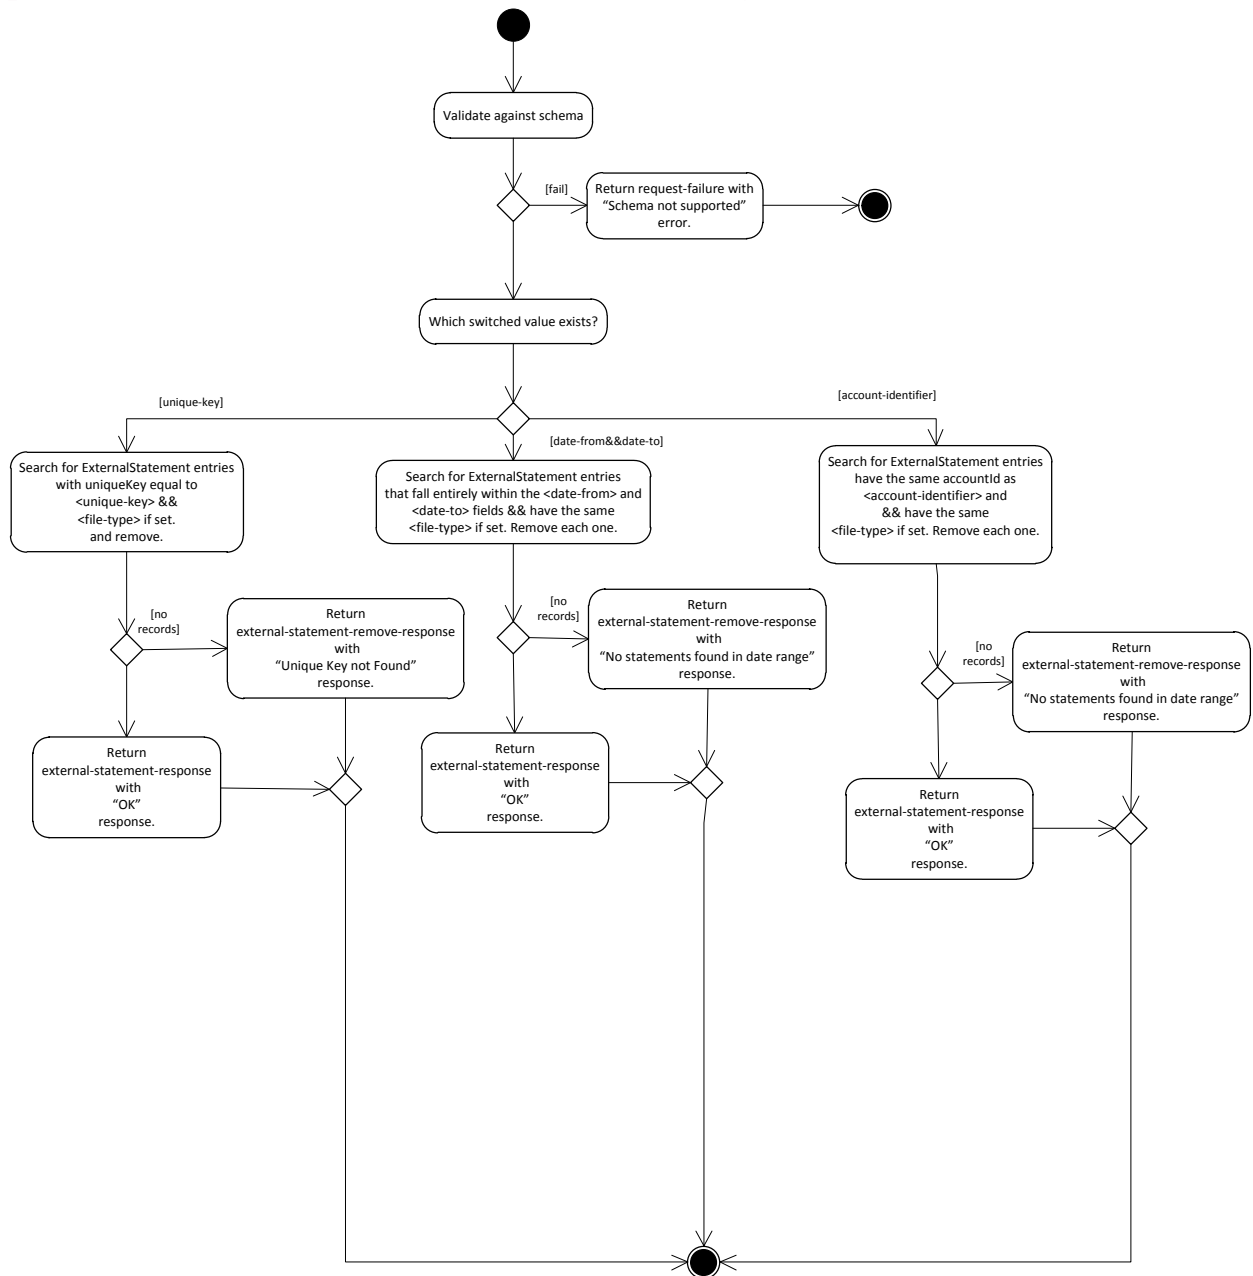 Validate against schema
[fail]
Return request-failure with
“Schema not supported”
error.
Which switched value exists?
[unique-key]
[date-from&&date-to]
[account-identifier]
Search for ExternalStatement entries
with uniqueKey equal to
<unique-key> &&
<file-type> if set.
and remove.
Search for ExternalStatement entries
that fall entirely within the <date-from> and
<date-to> fields && have the same
<file-type> if set. Remove each one.
Search for ExternalStatement entries
have the same accountId as
<account-identifier> and
&& have the same
<file-type> if set. Remove each one.
[no
records]
Return
external-statement-remove-response
with
“Unique Key not Found”
response.
[no
records]
Return
external-statement-remove-response
with
“No statements found in date range”
response.
[no
records]
Return
external-statement-remove-response
with
“No statements found in date range”
response.
Return
external-statement-response
with
“OK”
response.
Return
external-statement-response
with
“OK”
response.
Return
external-statement-response
with
“OK”
response.